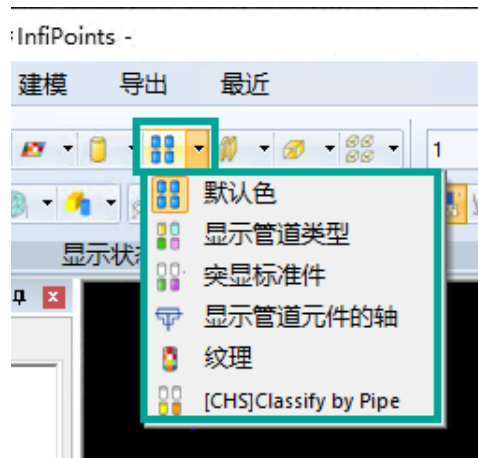 InfiPoints -
建模 导出 最近
1
默认色
显示管道类型
显示状
突显标准件
显示管道元件的轴
纹理
[CHS]Classify by Pipe